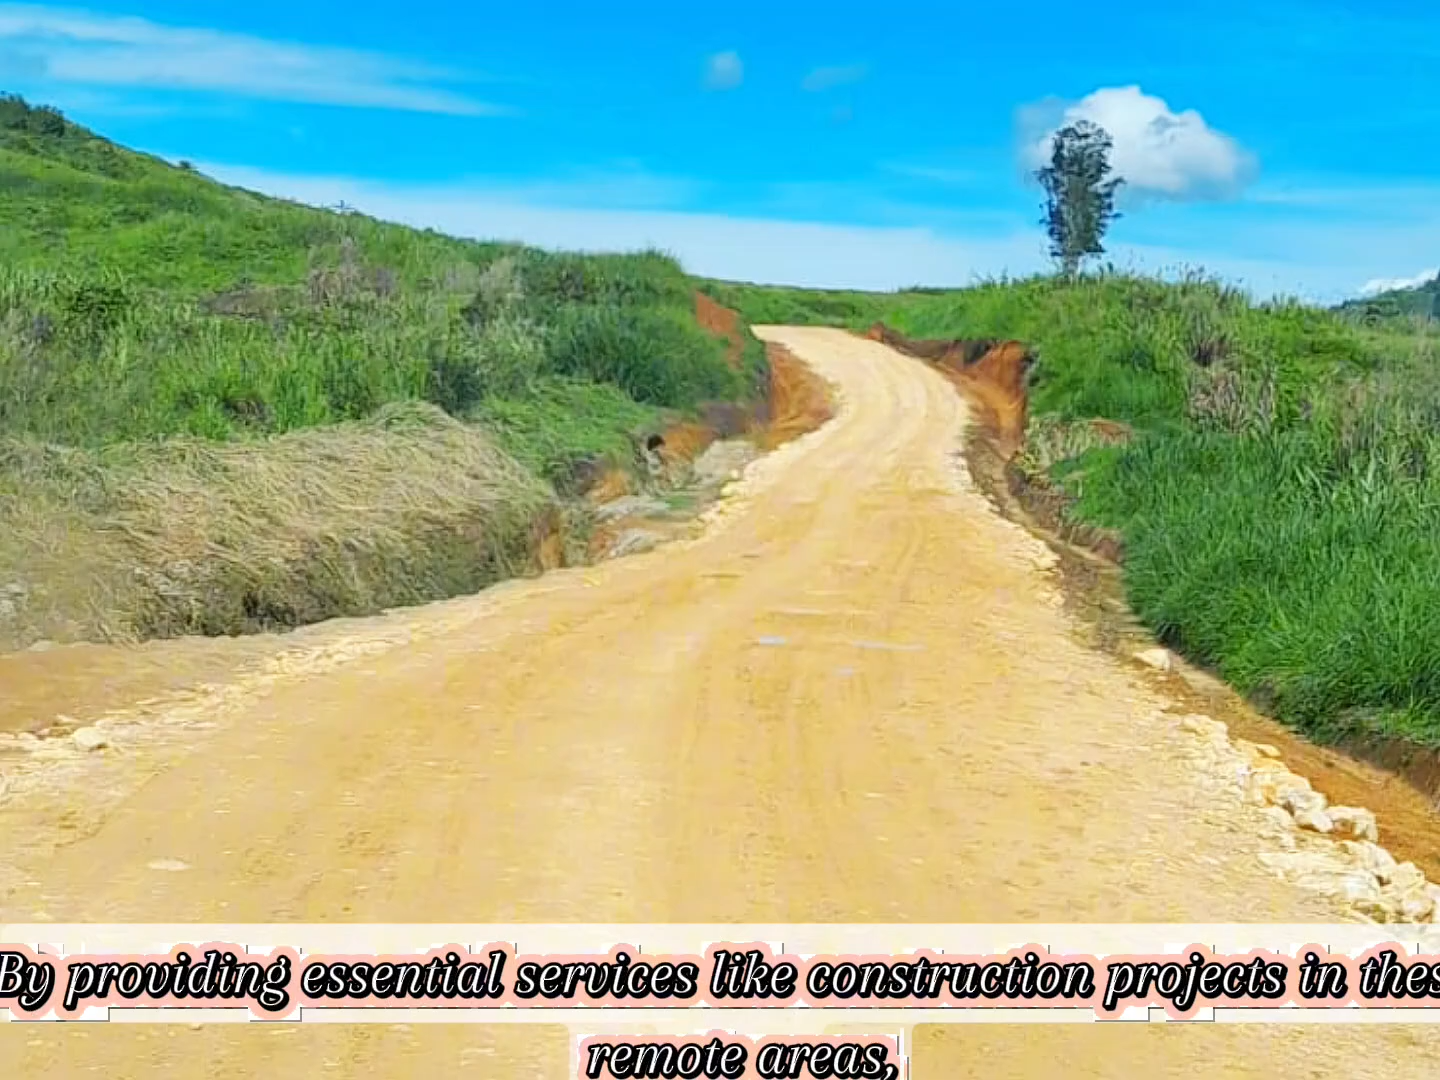 By providing essential services like construction projects in thes
remote areas,